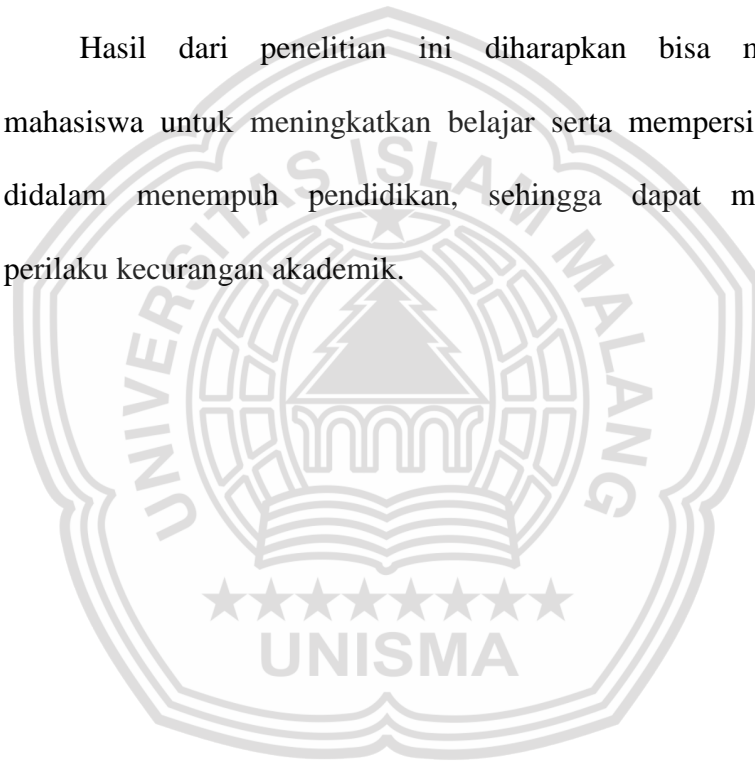 Hasil dari penelitian ini diharapkan bisa
mahasiswa untuk meningkatkan belajar serta
didalam menempuh pendidikan, sehingga dapat
perilaku kecurangan akademik.
UNIVERSITAS ISLAM MALANG
UNISMA